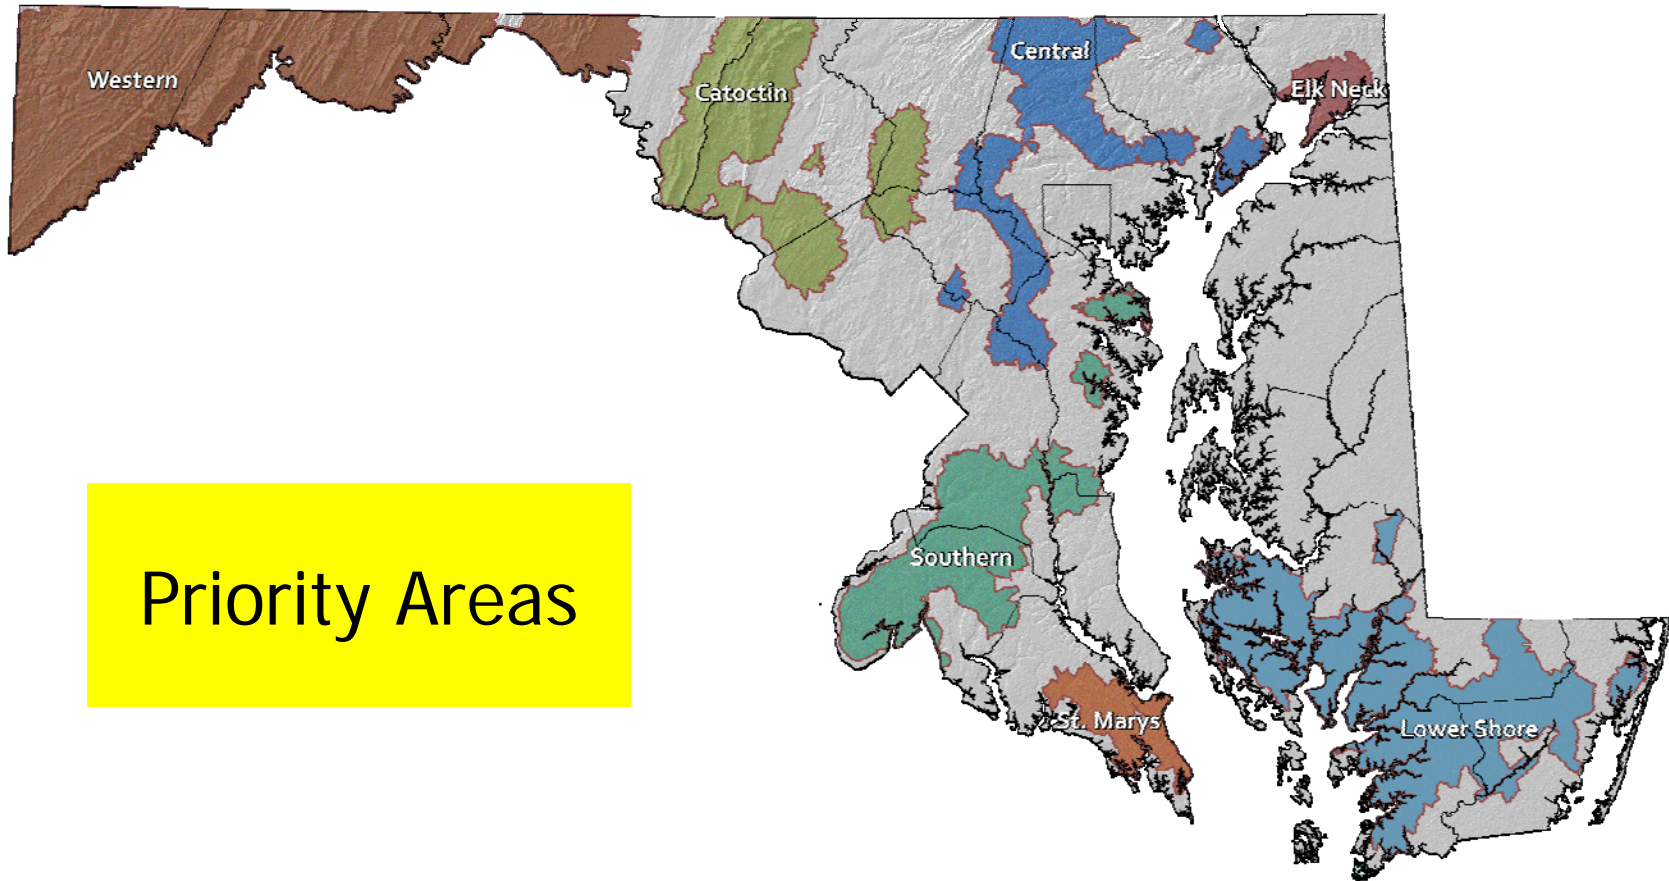 Western
Catoctin
Central
Elk Neck
Southern
Priority Areas
St. Marys
Lower Shore